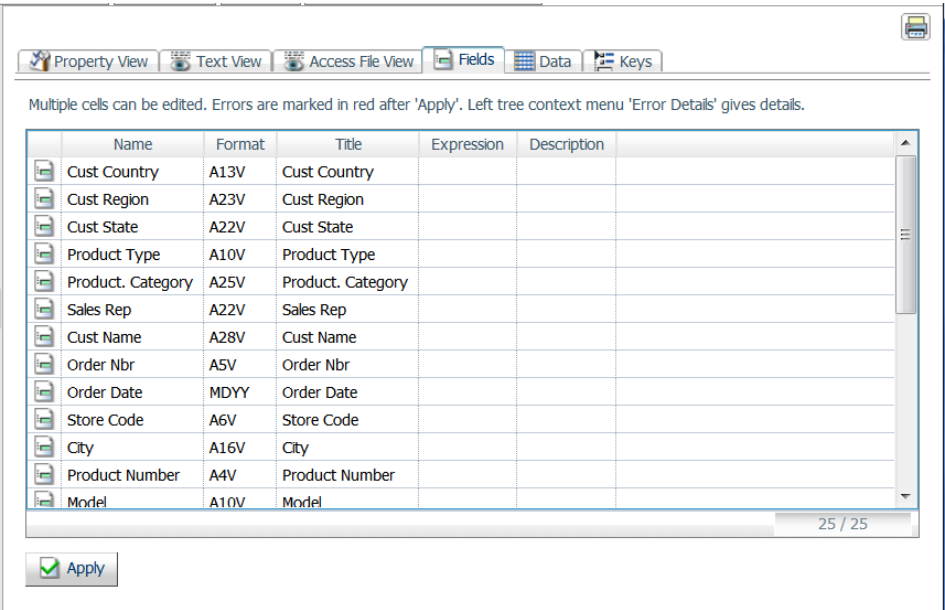 Property View Text View Access File View Fields Data Keys
Multiple cells can be edited. Errors are marked in red after 'Apply'. Left tree context menu 'Error Details' gives details.
Name Format Title Expression Description
Cust Country A13V Cust Country
Cust Region A23V Cust Region
Cust State A22V Cust State
Product Type A10V Product Type
Product. Category A25V Product. Category
Sales Rep A22V Sales Rep
Cust Name A28V Cust Name
Order Nbr A5V Order Nbr
Order Date MDYY Order Date
Store Code A6V Store Code
City A16V City
Product Number A4V Product Number
Model A10V Model
25 / 25
Apply